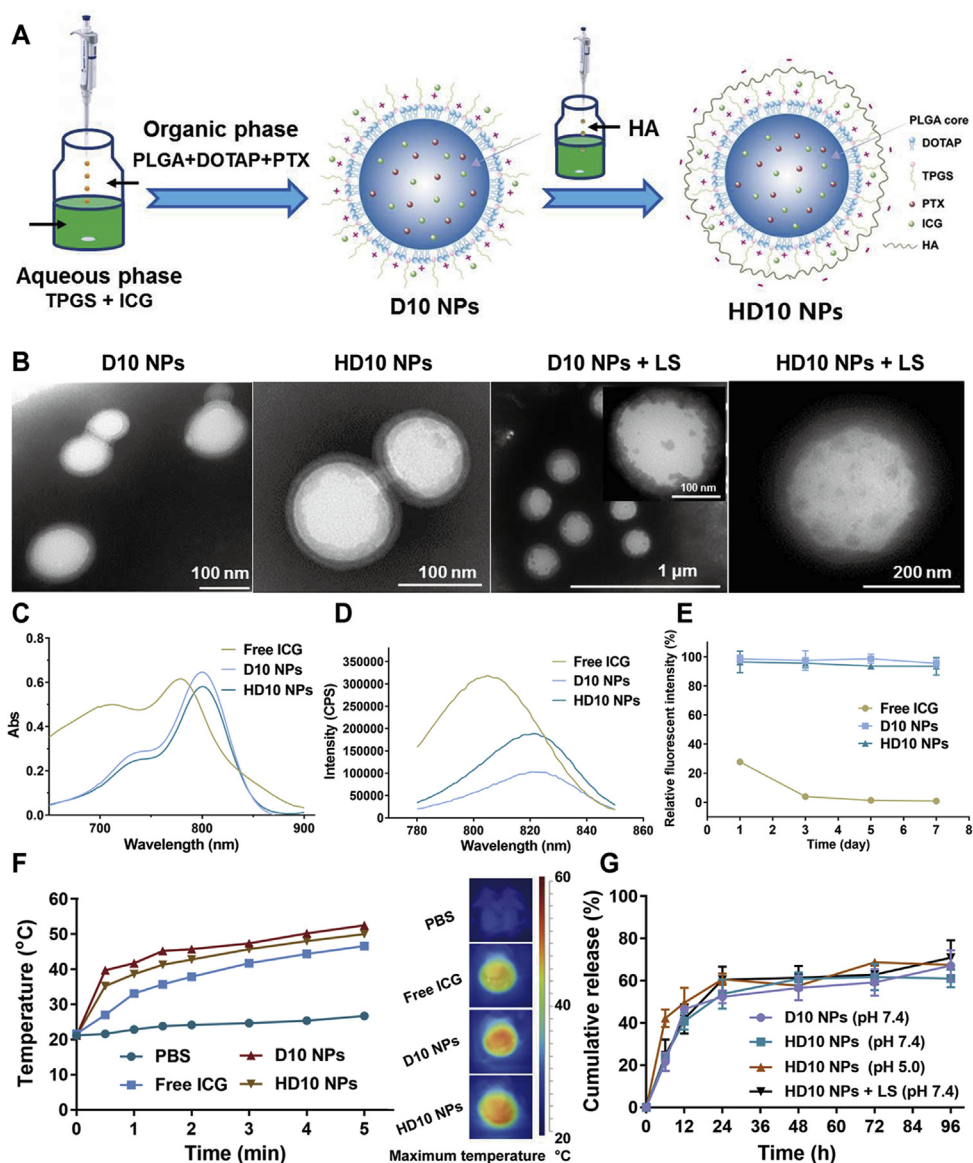 A
Organic phase
PLGA+DOTAP+PTX
HA
Aqueous phase
TPGS + ICG
D10 NPs
HD10 NPs
PLGA core
DOTAP
TPGS
PTX
ICG
HA
B
D10 NPs
HD10 NPs
D10 NPs + LS
HD10 NPs + LS
100 nm
100 nm
100 nm
1 μm
200 nm
C
Free ICG
D10 NPs
HD10 NPs
Abs
0.8
0.6
0.4
0.2
0.0
700
800
900
Wavelength (nm)
D
Free ICG
D10 NPs
HD10 NPs
Intensity (CPS)
350000
300000
250000
200000
150000
100000
50000
0
780
800
820
840
860
Wavelength (nm)
E
Relative fluorescent intensity (%)
100
80
60
40
20
0
Free ICG
D10 NPs
HD10 NPs
0
1
2
3
4
5
6
7
8
Time (day)
F
Temperature (°C)
60
50
40
30
20
10
0
PBS
Free ICG
D10 NPs
HD10 NPs
0
1
2
3
4
5
Time (min)
PBS
Free ICG
D10 NPs
HD10 NPs
60
40
20
Maximum temperature °C
G
Cumulative release (%)
100
80
60
40
20
0
D10 NPs (pH 7.4)
HD10 NPs (pH 7.4)
HD10 NPs (pH 5.0)
HD10 NPs + LS (pH 7.4)
0
12
24
36
48
60
72
84
96
Time (h)